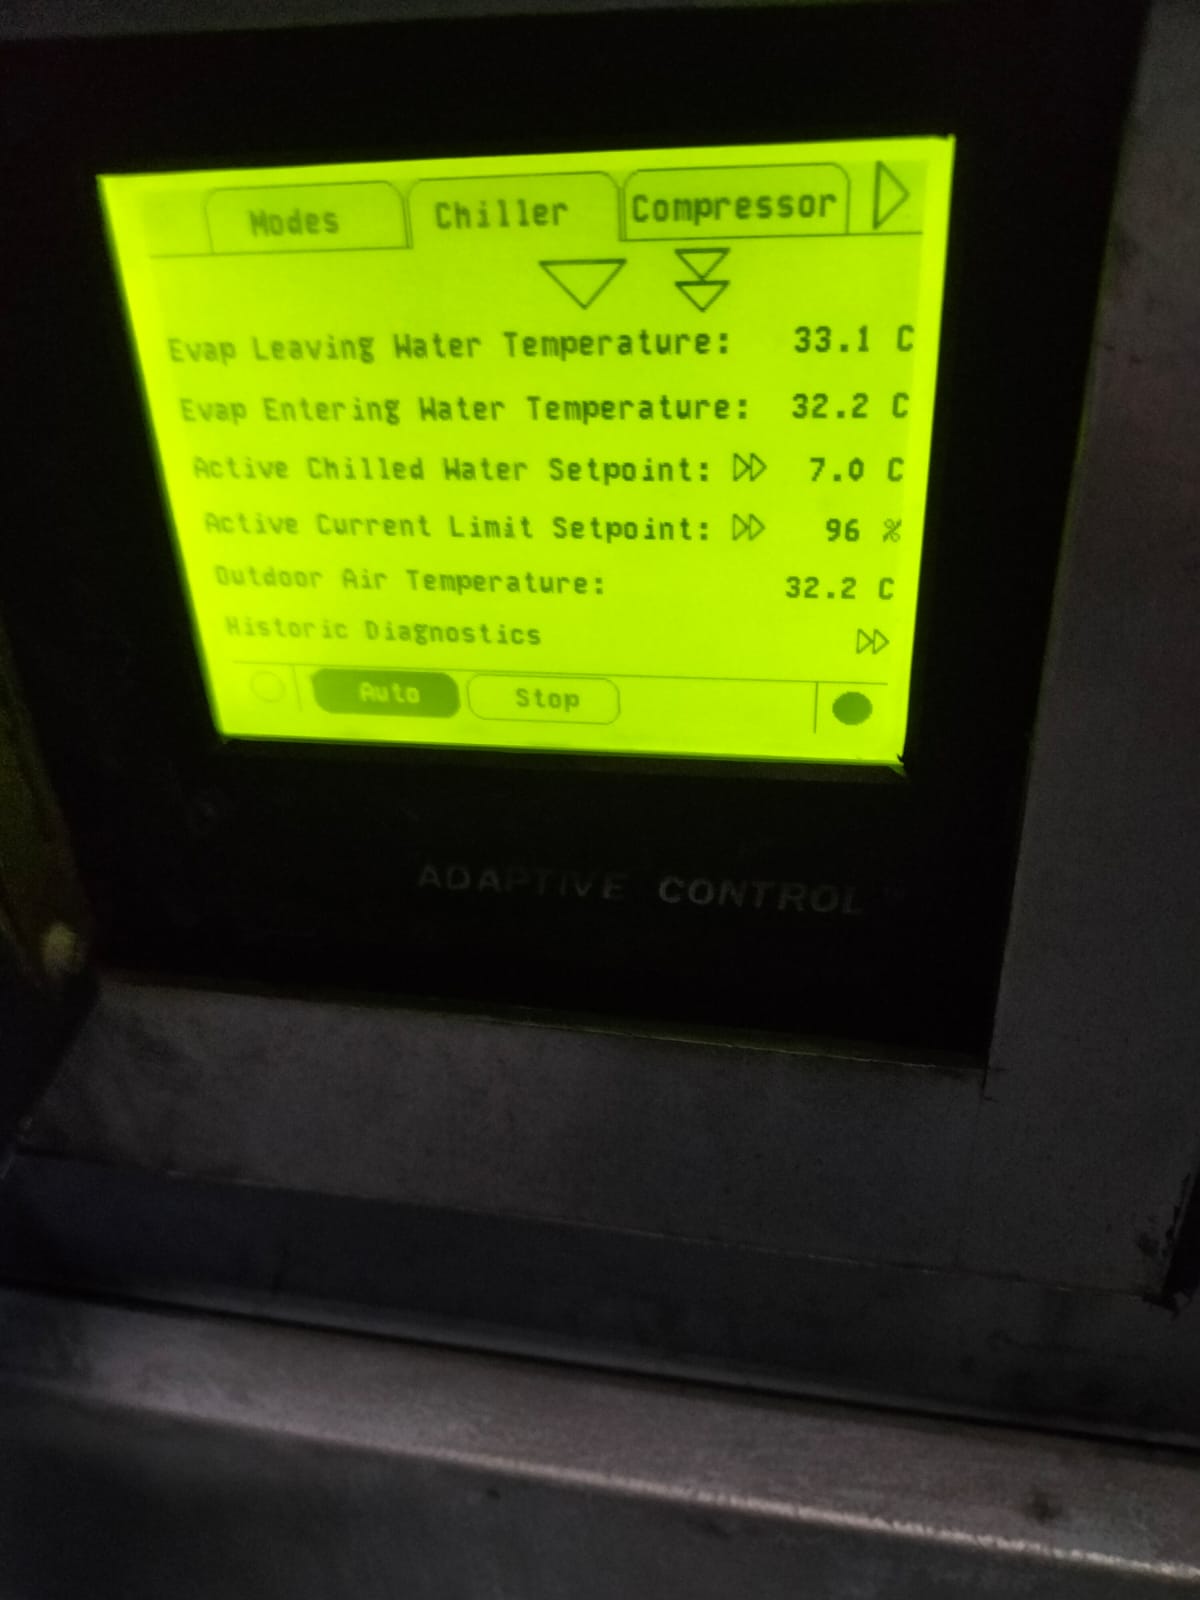 Modes Chiller Compressor
Evap Leaving Water Temperature: 33.1 C
Evap Entering Water Temperature: 32.2 C
Active Chilled Water Setpoint: 7.0 C
Active Current Limit Setpoint: 96 %
Outdoor Air Temperature: 32.2 C
Historic Diagnostics
Auto Stop
ADAPTIVE CONTROL™